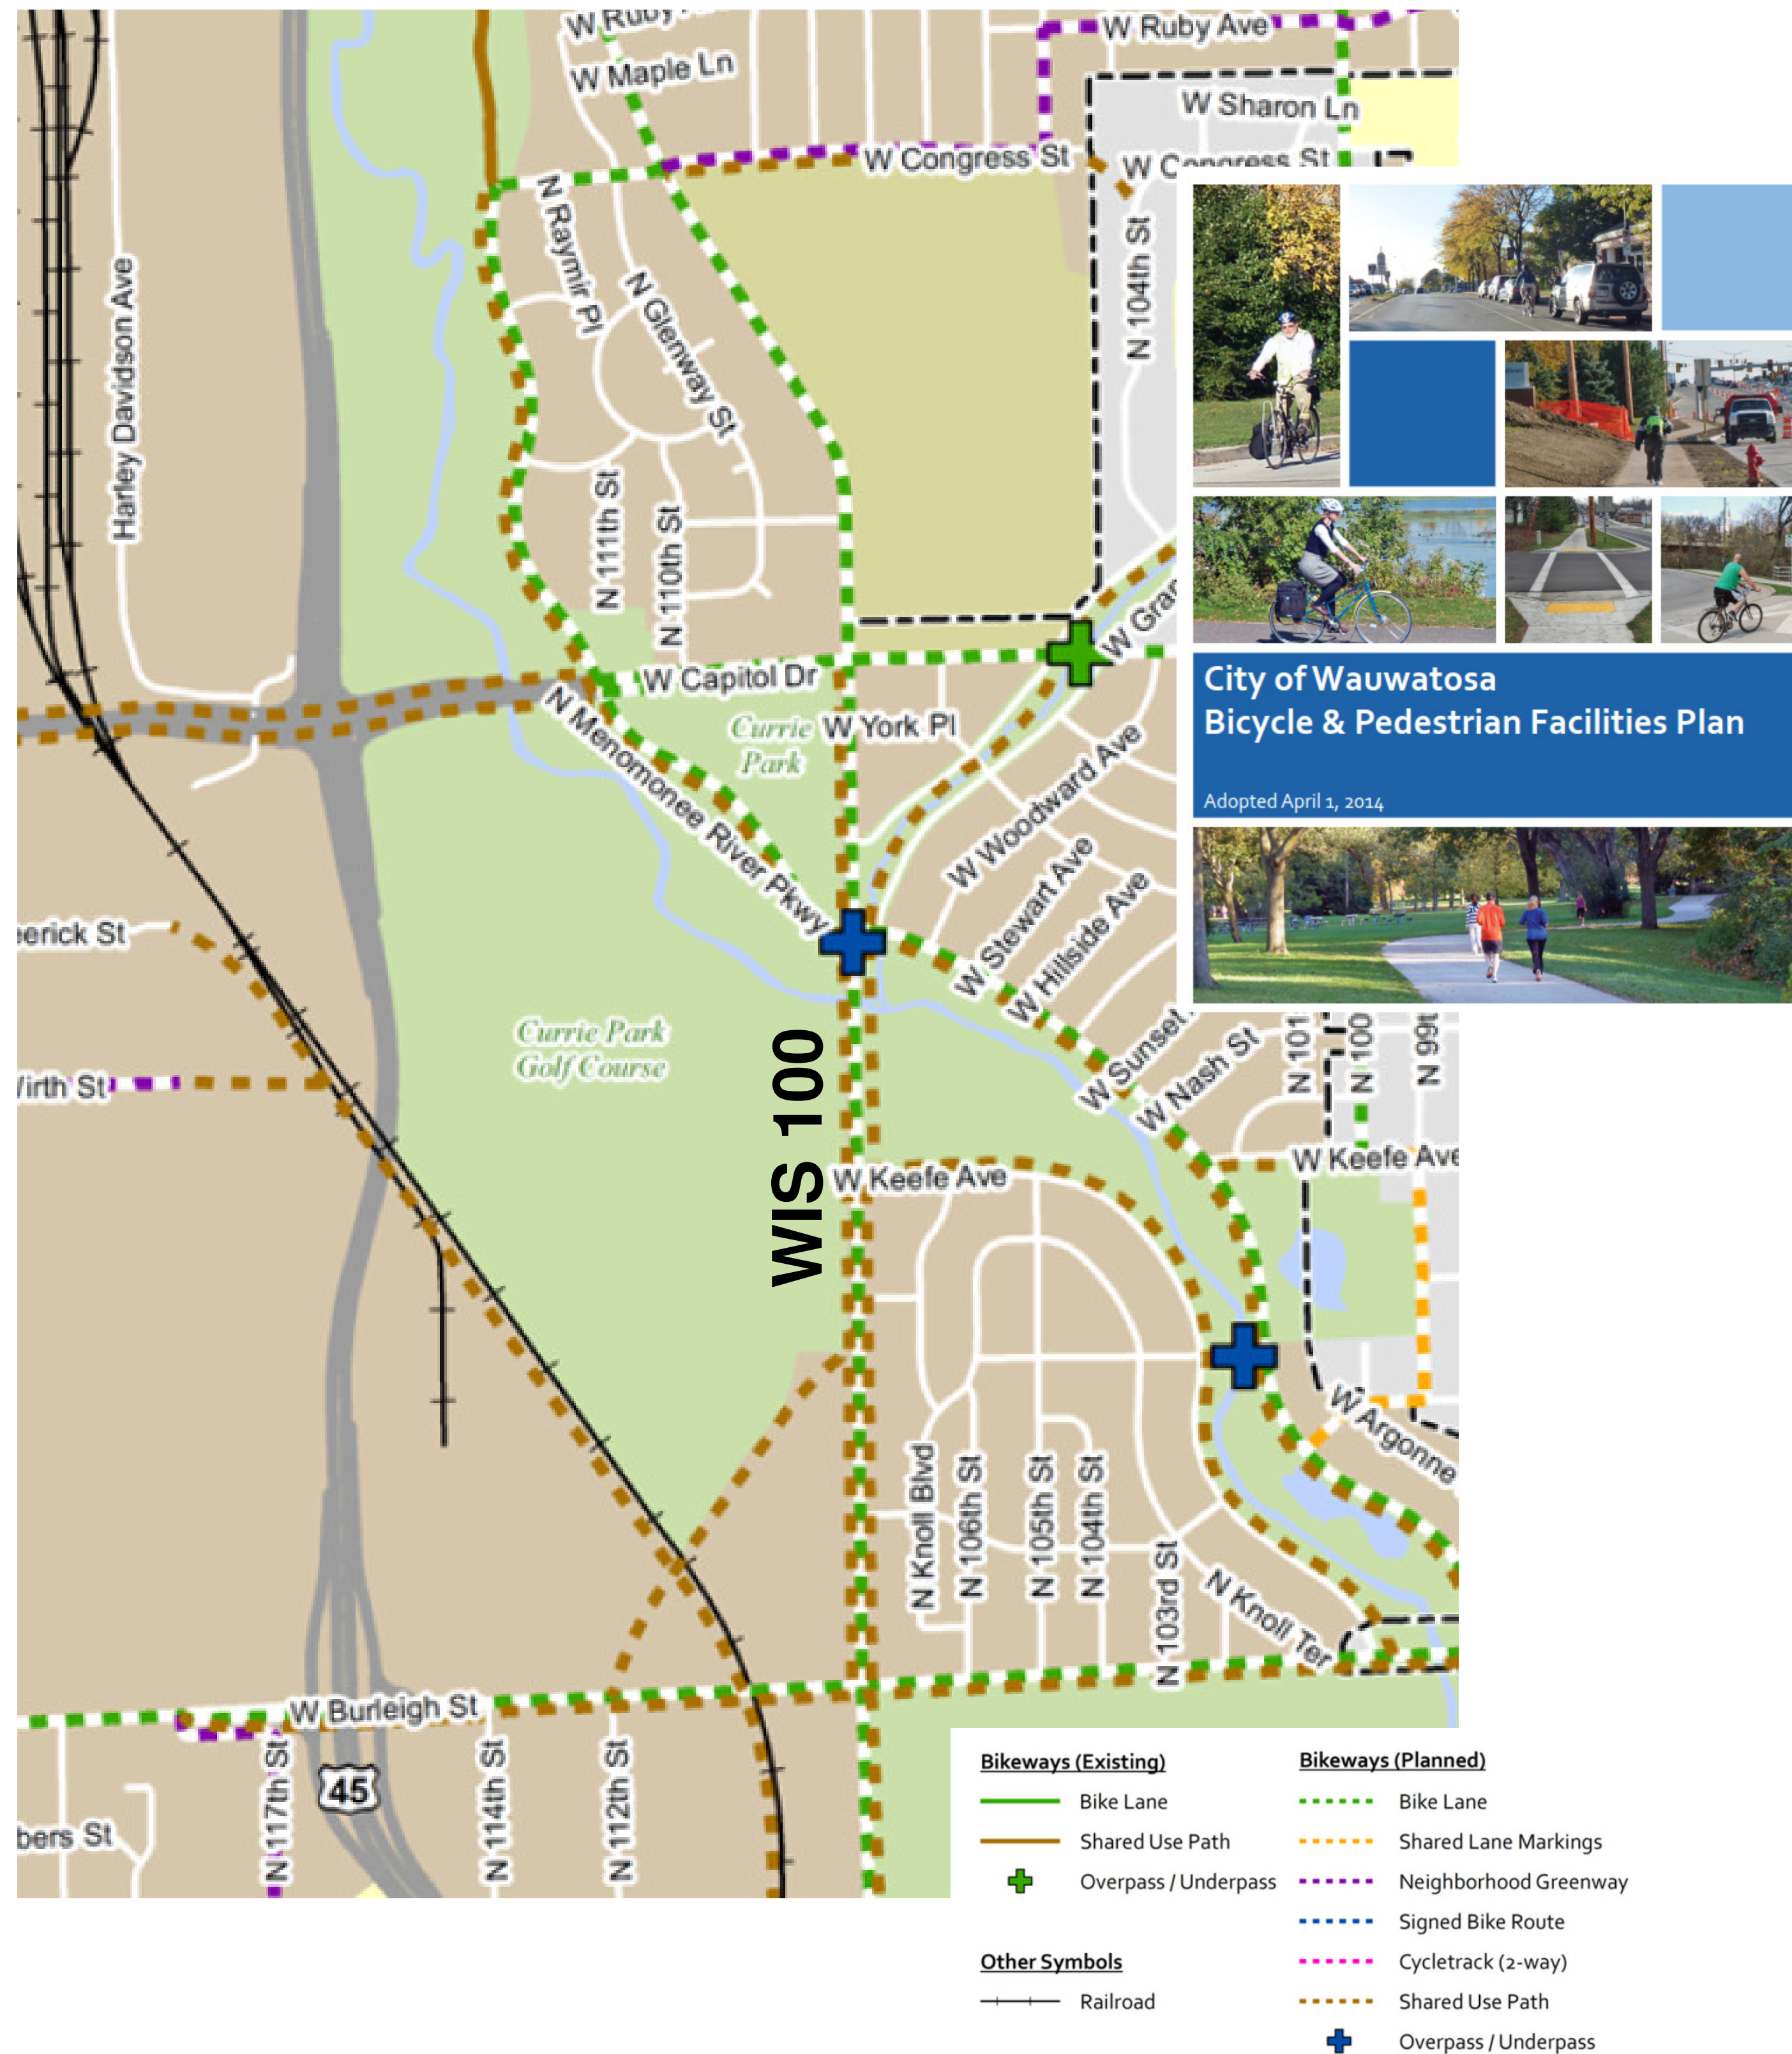 W Ruby Ave
W Maple Ln
W Sharon Ln
W Congress St
W Congress St
N Raymir Pl
N Glenway St
N 104th St
Harley Davidson Ave
N 111th St
N 110th St
W Capitol Dr
N Menomonee River Pkwy
Currie
Park
W York Pl
W Woodward Ave
W Stewart Ave
W Hillside Ave
W Sunset
W Nash St
N 101
N 100
N 99t
Currie Park
Golf Course
WIS 100
W Keefe Ave
W Keefe Ave
W Argonne
N Knoll Blvd
N 106th St
N 105th St
N 104th St
N 103rd St
N Knoll Ter
W Burleigh St
45
N 117th St
N 114th St
N 112th St
City of Wauwatosa
Bicycle & Pedestrian Facilities Plan
Adopted April 1, 2014
Bikeways (Existing)
Bike Lane
Shared Use Path
Overpass / Underpass
Other Symbols
Railroad
Bikeways (Planned)
Bike Lane
Shared Lane Markings
Neighborhood Greenway
Signed Bike Route
Cycletrack (2-way)
Shared Use Path
Overpass / Underpass